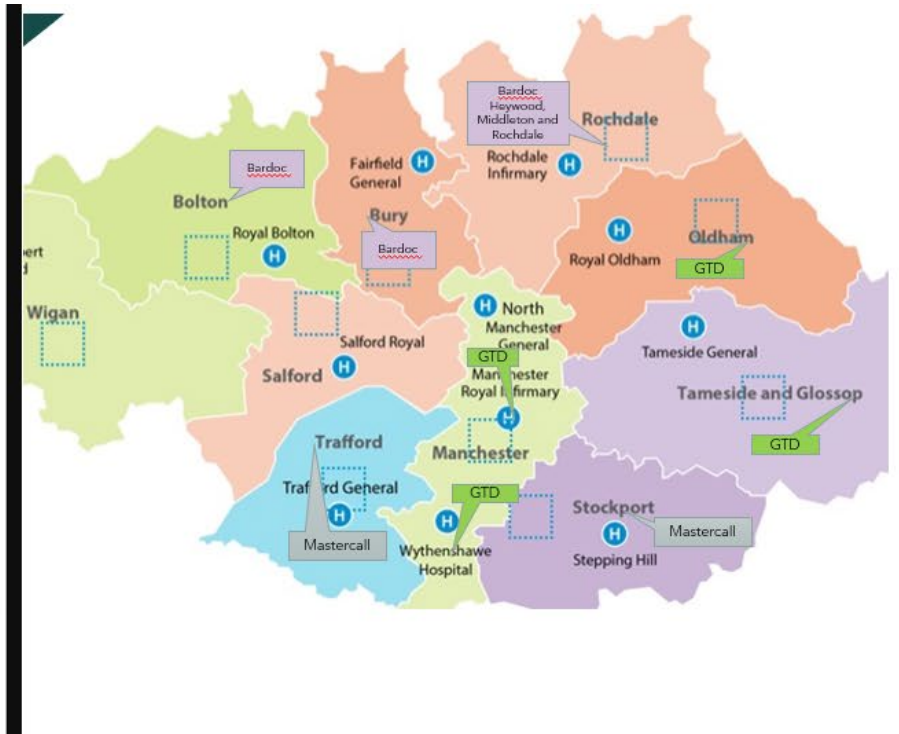 Bardoc
Heywood,
Middleton and
Rochdale
Rochdale
Fairfield
General
H
Rochdale
Infirmary
H
Bardoc
Bolton
Bury
Royal Bolton
H
Bardoc
H
Royal Oldham
Oldham
GTD
ert
d
Wigan
H
North
Manchester
General
H
Tameside General
Salford Royal
Salford
H
GTD
Manchester
Royal Infirmary
H
Tameside and Glossop
GTD
Trafford
Manchester
Trafford General
H
Mastercall
GTD
H
Wythenshawe
Hospital
Stockport
H
Stepping Hill
Mastercall